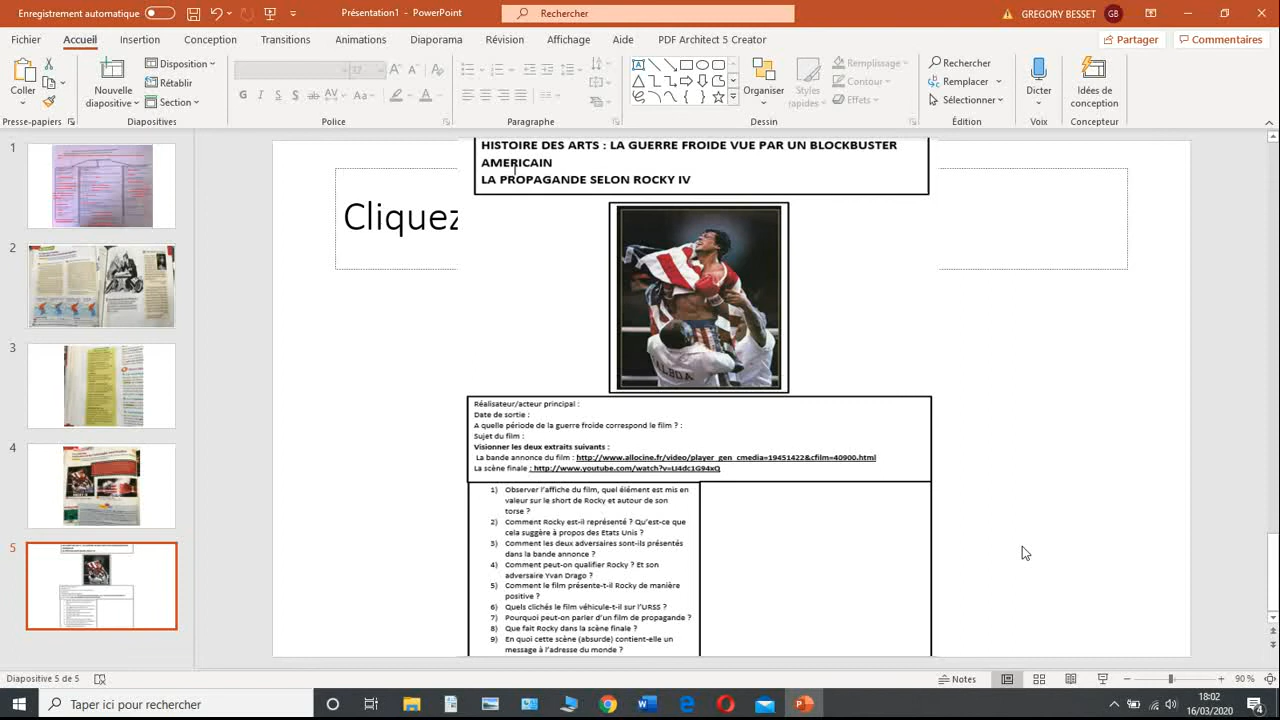 Enregistrement automatique
Présentation1 - PowerPoint
Rechercher
GREGORY BESSET
GB
Fichier
Accueil
Insertion
Conception
Transitions
Animations
Diaporama
Révision
Affichage
Aide
PDF Architect 5 Creator
Partager
Commentaires
Coller
Nouvelle
diapositive
Disposition
Rétablir
Section
Organiser
Styles
rapides
Remplissage
Contour
Effets
Rechercher
Remplacer
Sélectionner
Dicter
Idées de
conception
Presse-papiers
Diapositives
Police
Paragraphe
Dessin
Édition
Voix
Concepteur
1
2
3
4
5
HISTOIRE DES ARTS : LA GUERRE FROIDE VUE PAR UN BLOCKBUSTER
AMERICAIN
LA PROPAGANDE SELON ROCKY IV
Cliquez
Réalisateur/acteur principal :
Date de sortie :
A quelle période de la guerre froide correspond le film ? :
Sujet du film :
Visionner les deux extraits suivants :
La bande annonce du film : http://www.allocine.fr/video/player_gen_cmedia=19451422&cfilm=40900.html
La scène finale : http://www.youtube.com/watch?v=LJ4dc1G94xQ
1) Observer l'affiche du film, quel élément est mis en
valeur sur le short de Rocky et autour de son
torse ?
2) Comment Rocky est-il représenté ? Qu'est-ce que
cela suggère à propos des Etats Unis ?
3) Comment les deux adversaires sont-ils présentés
dans la bande annonce ?
4) Comment peut-on qualifier Rocky ? Et son
adversaire Yvan Drago ?
5) Comment le film présente-t-il Rocky de manière
positive ?
6) Quels clichés le film véhicule-t-il sur l'URSS ?
7) Pourquoi peut-on parler d'un film de propagande ?
8) Que fait Rocky dans la scène finale ?
9) En quoi cette scène (absurde) contient-elle un
message à l'adresse du monde ?
Diapositive 5 de 5
Notes
90 %
Taper ici pour rechercher
18:02
16/03/2020